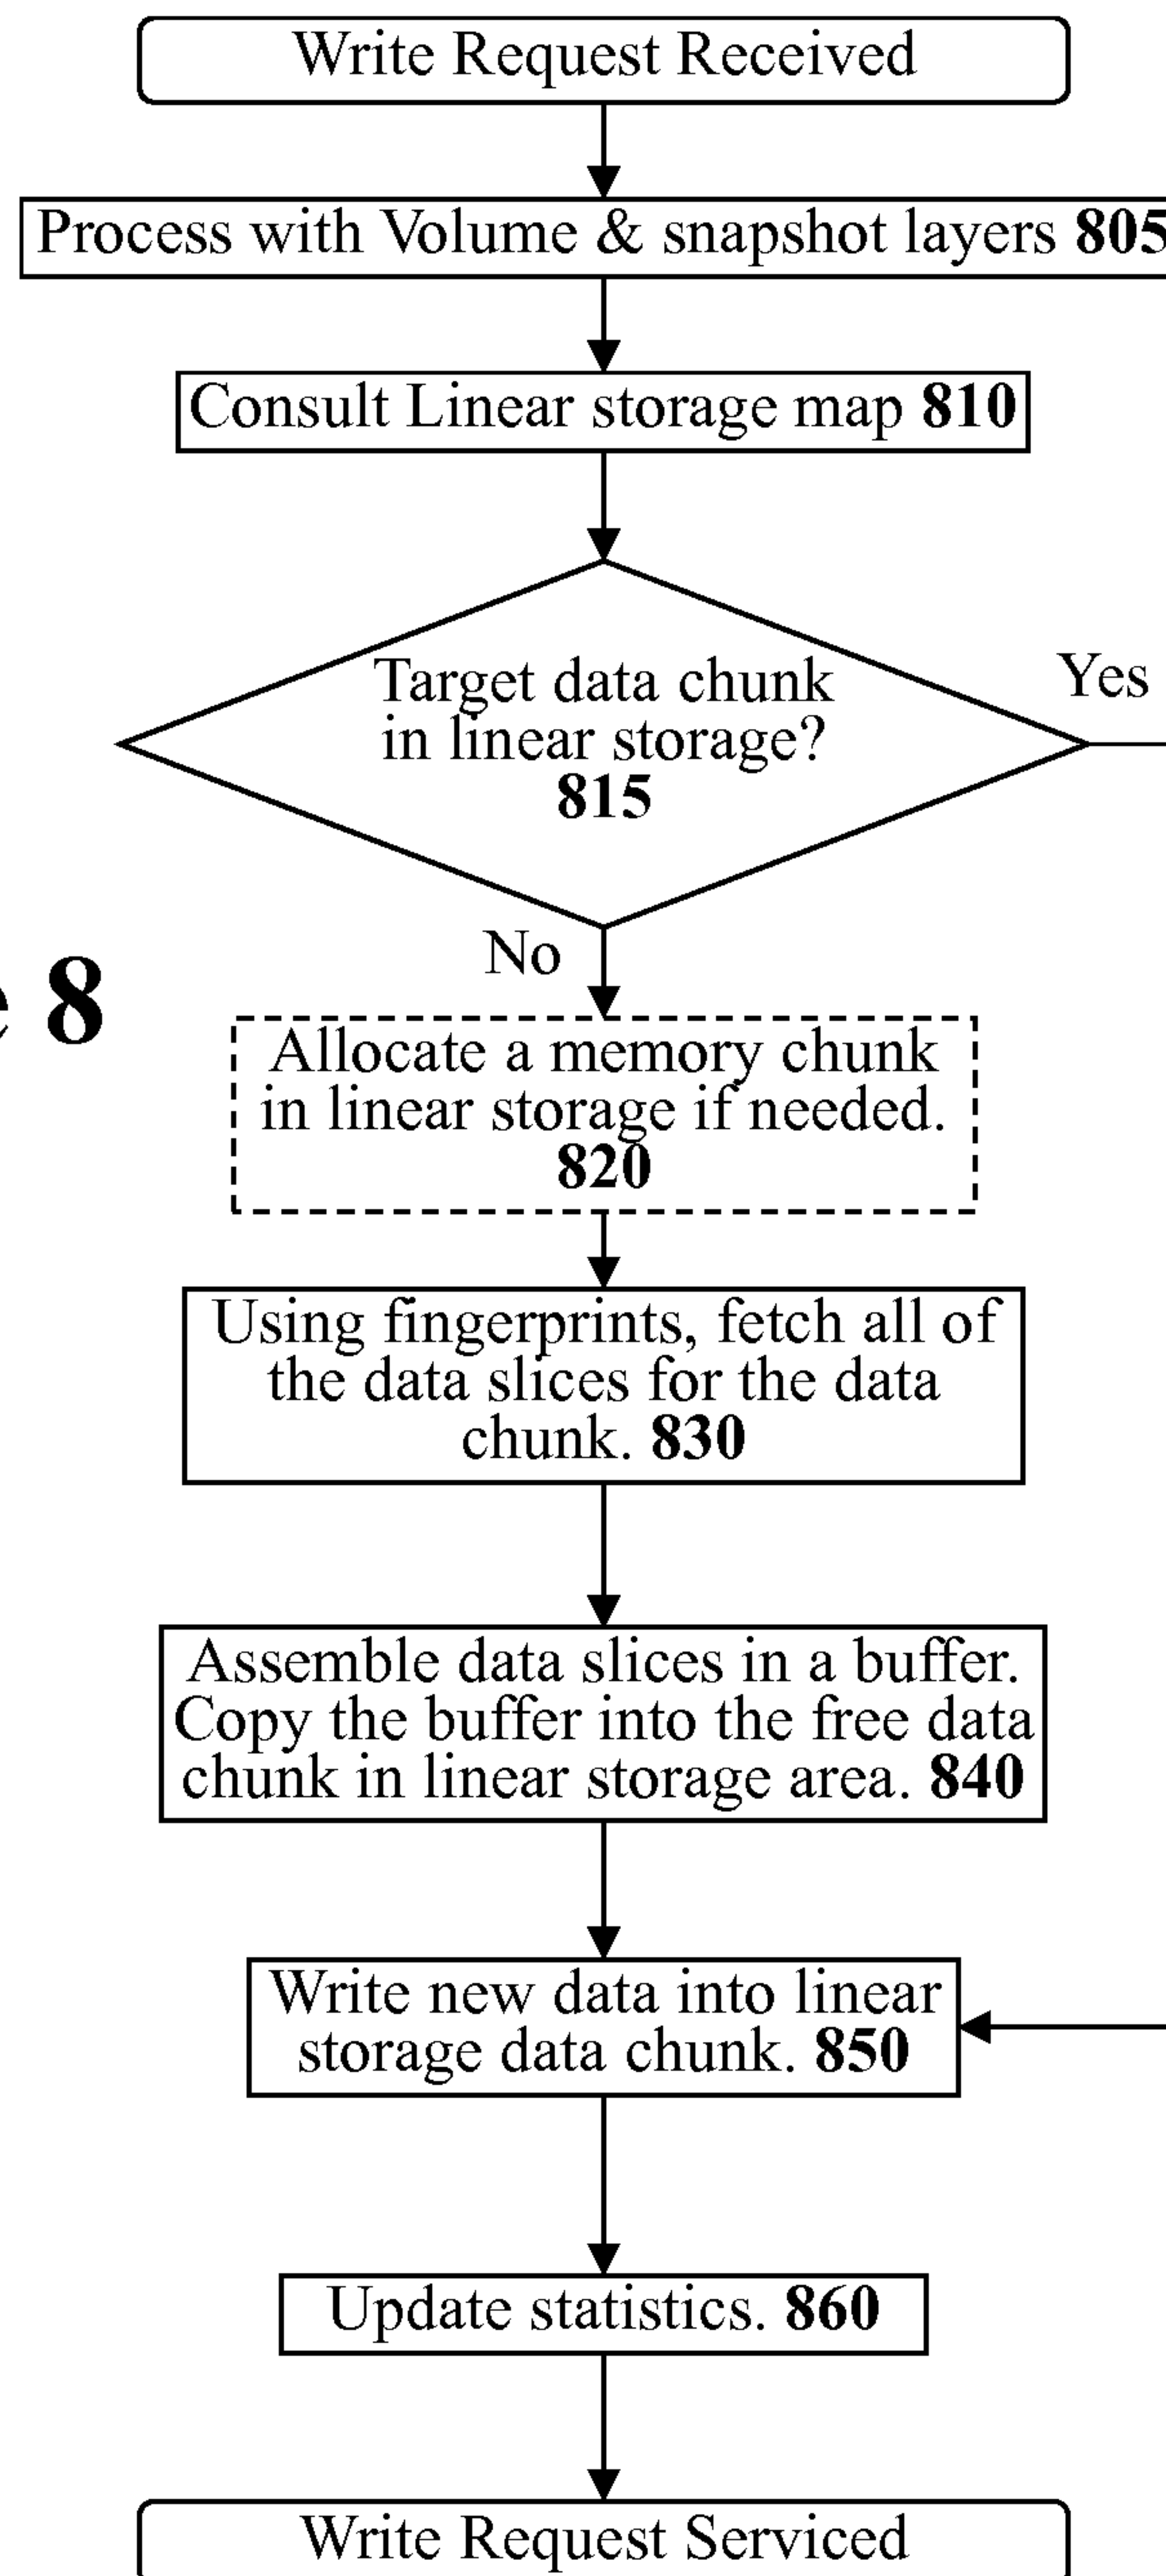 Write Request Received
Process with Volume & snapshot layers 805
Consult Linear storage map 810
Target data chunk
in linear storage?
815
Yes
No
e 8
Allocate a memory chunk
in linear storage if needed.
820
Using fingerprints, fetch all of
the data slices for the data
chunk. 830
Assemble data slices in a buffer.
Copy the buffer into the free data
chunk in linear storage area. 840
Write new data into linear
storage data chunk. 850
Update statistics. 860
Write Request Serviced